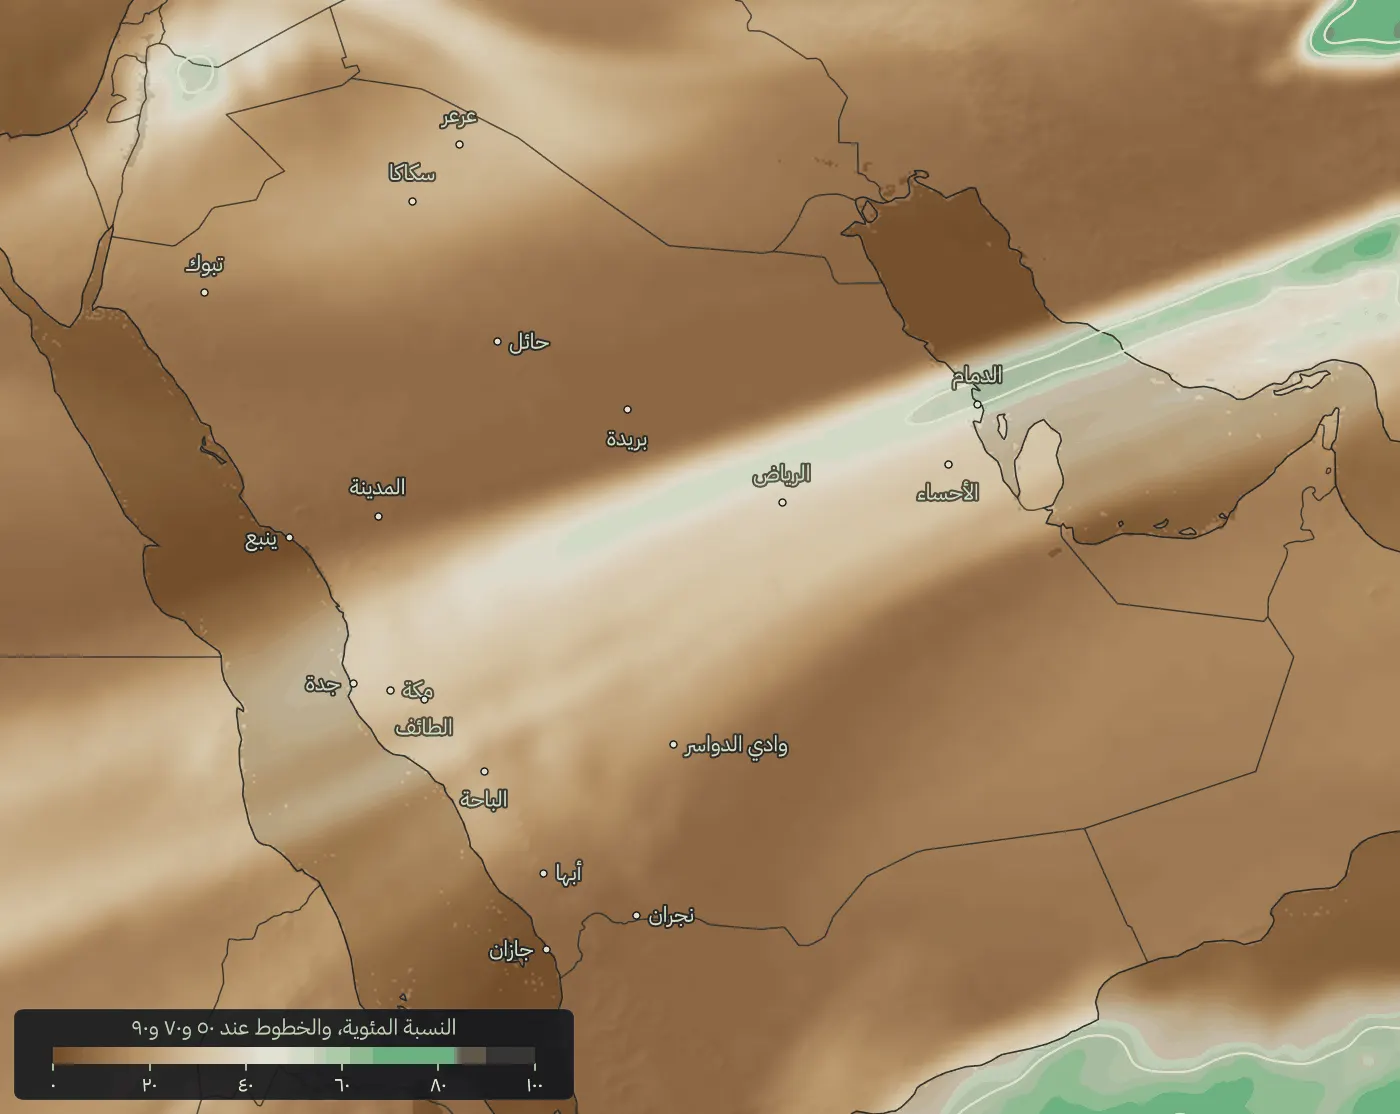 عرعر
سكاكا
تبوك
حائل
الدمام
بريدة
الرياض
المدينة
الأحساء
ينبع
جدة
مكة
الطائف
وادي الدواسر
الباحة
أبها
نجران
جازان
النسبة المئوية، والخطوط عند ٥٠ و٧٠ و٩٠
٠ ٢٠ ٤٠ ٦٠ ٨٠ ١٠٠